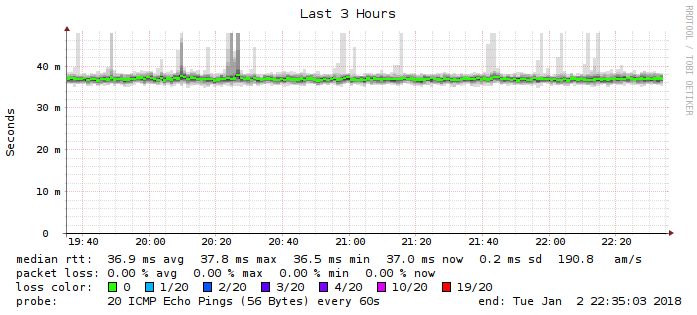 Last 3 Hours
RRDTOOL / TOBI OETIKER
Seconds
40 m
30 m
20 m
10 m
0
19:40 20:00 20:20 20:40 21:00 21:20 21:40 22:00 22:20
median rtt: 36.9 ms avg 37.8 ms max 36.5 ms min 37.0 ms now 0.2 ms sd 190.8 am/s
packet loss: 0.00 % avg 0.00 % max 0.00 % min 0.00 % now
loss color: 0 1/20 2/20 3/20 4/20 10/20 19/20
probe: 20 ICMP Echo Pings (56 Bytes) every 60s end: Tue Jan 2 22:35:03 2018